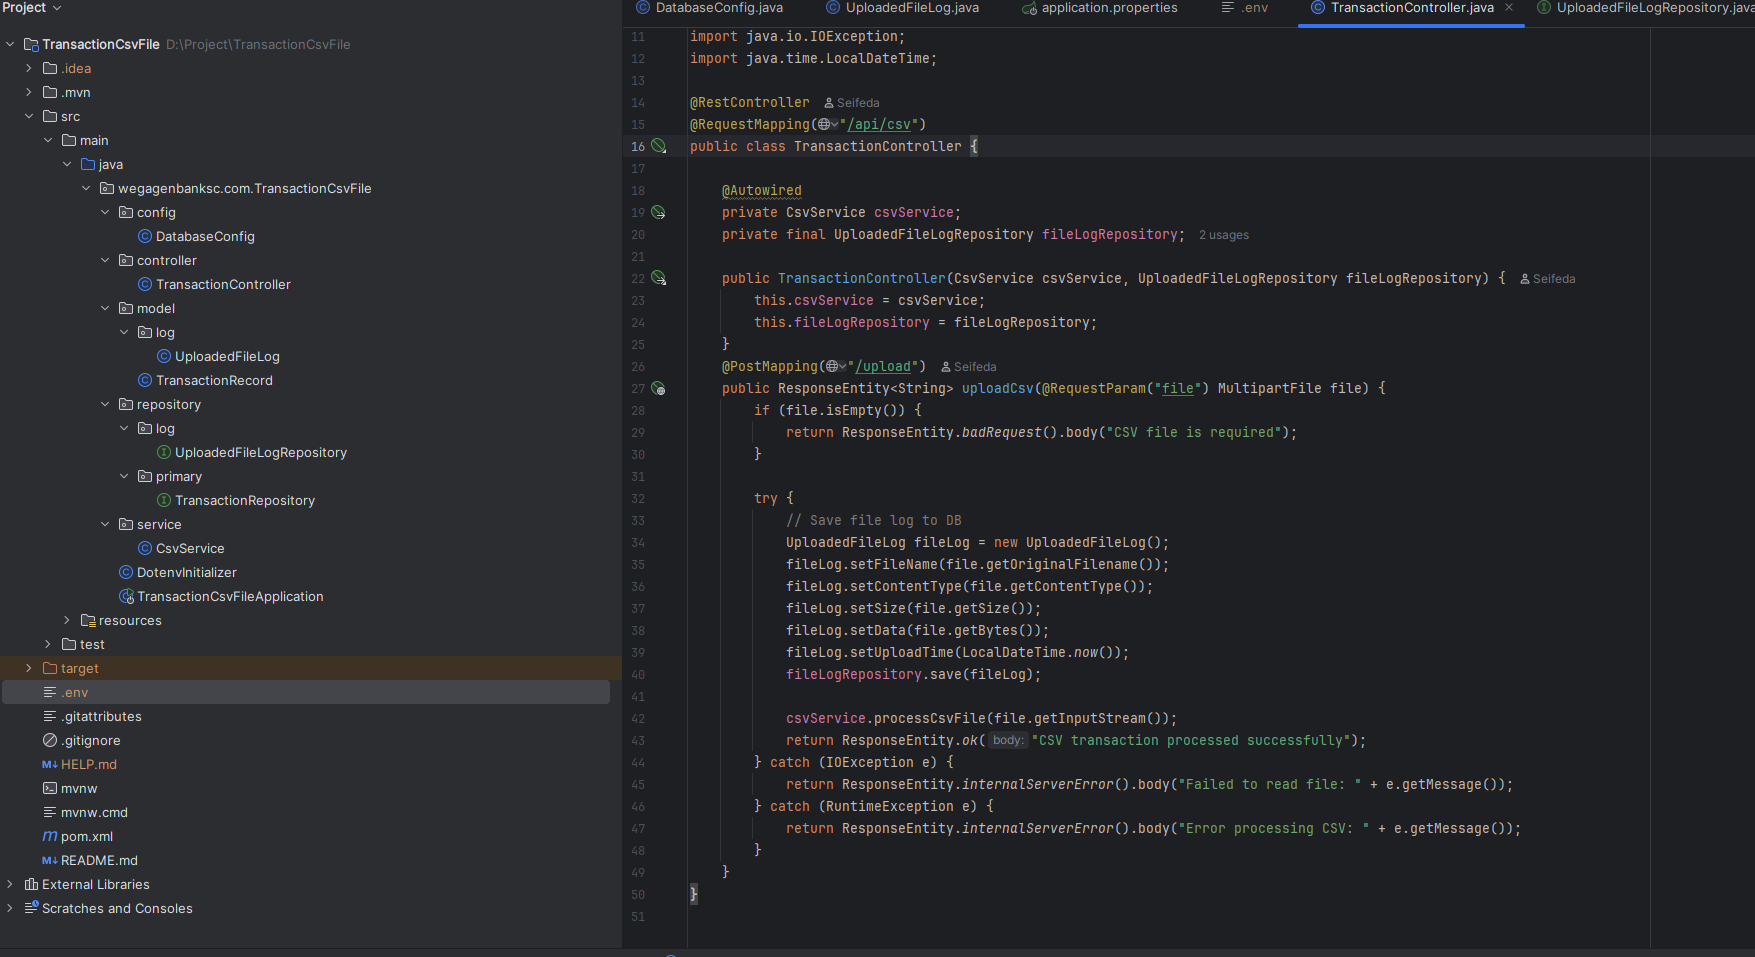 Project
TransactionCsvFile D:\Project\TransactionCsvFile
.idea
.mvn
src
main
java
wegagenbanksc.com.TransactionCsvFile
config
DatabaseConfig
controller
TransactionController
model
log
UploadedFileLog
TransactionRecord
repository
log
UploadedFileLogRepository
primary
TransactionRepository
service
CsvService
DotenvInitializer
TransactionCsvFileApplication
resources
test
target
.env
.gitattributes
.gitignore
HELP.md
mvnw
mvnw.cmd
pom.xml
README.md
External Libraries
Scratches and Consoles
DatabaseConfig.java UploadedFileLog.java application.properties .env TransactionController.java UploadedFileLogRepository.java
11 import java.io.IOException;
12 import java.time.LocalDateTime;
13
14 @RestController Seifeda
15 @RequestMapping("/api/csv")
16 public class TransactionController {
17
18 @Autowired
19 private CsvService csvService;
20 private final UploadedFileLogRepository fileLogRepository; 2 usages
21
22 public TransactionController(CsvService csvService, UploadedFileLogRepository fileLogRepository) { Seifeda
23 this.csvService = csvService;
24 this.fileLogRepository = fileLogRepository;
25 }
26 @PostMapping("/upload") Seifeda
27 public ResponseEntity<String> uploadCsv(@RequestParam("file") MultipartFile file) {
28 if (file.isEmpty()) {
29 return ResponseEntity.badRequest().body("CSV file is required");
30 }
31
32 try {
33 // Save file log to DB
34 UploadedFileLog fileLog = new UploadedFileLog();
35 fileLog.setFileName(file.getOriginalFilename());
36 fileLog.setContentType(file.getContentType());
37 fileLog.setSize(file.getSize());
38 fileLog.setData(file.getBytes());
39 fileLog.setUploadTime(LocalDateTime.now());
40 fileLogRepository.save(fileLog);
41
42 csvService.processCsvFile(file.getInputStream());
43 return ResponseEntity.ok( body: "CSV transaction processed successfully");
44 } catch (IOException e) {
45 return ResponseEntity.internalServerError().body("Failed to read file: " + e.getMessage());
46 } catch (RuntimeException e) {
47 return ResponseEntity.internalServerError().body("Error processing CSV: " + e.getMessage());
48 }
49 }
50 }
51